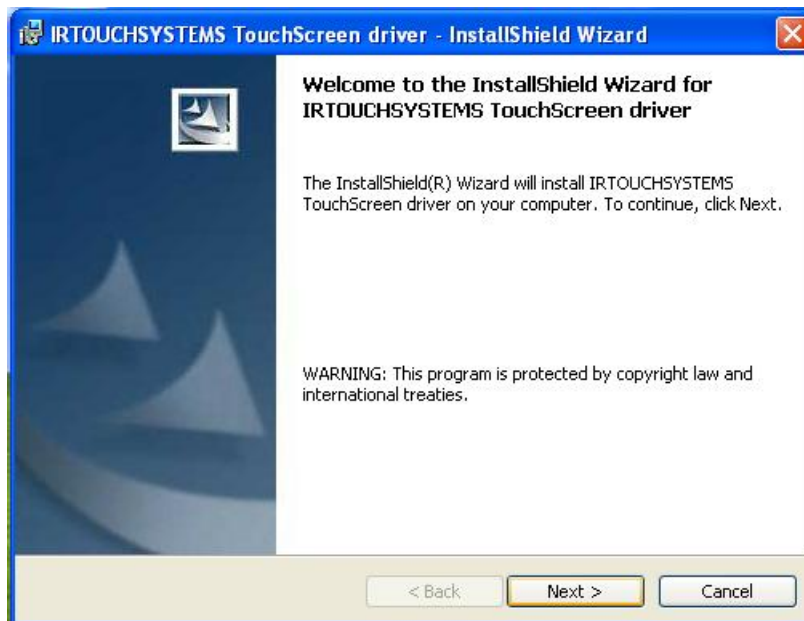 IRTOUCHSYSTEMS TouchScreen driver - InstallShield Wizard
Welcome to the InstallShield Wizard for
IRTOUCHSYSTEMS TouchScreen driver
The InstallShield(R) Wizard will install IRTOUCHSYSTEMS
TouchScreen driver on your computer. To continue, click Next.
WARNING: This program is protected by copyright law and
international treaties.
< Back
Next >
Cancel